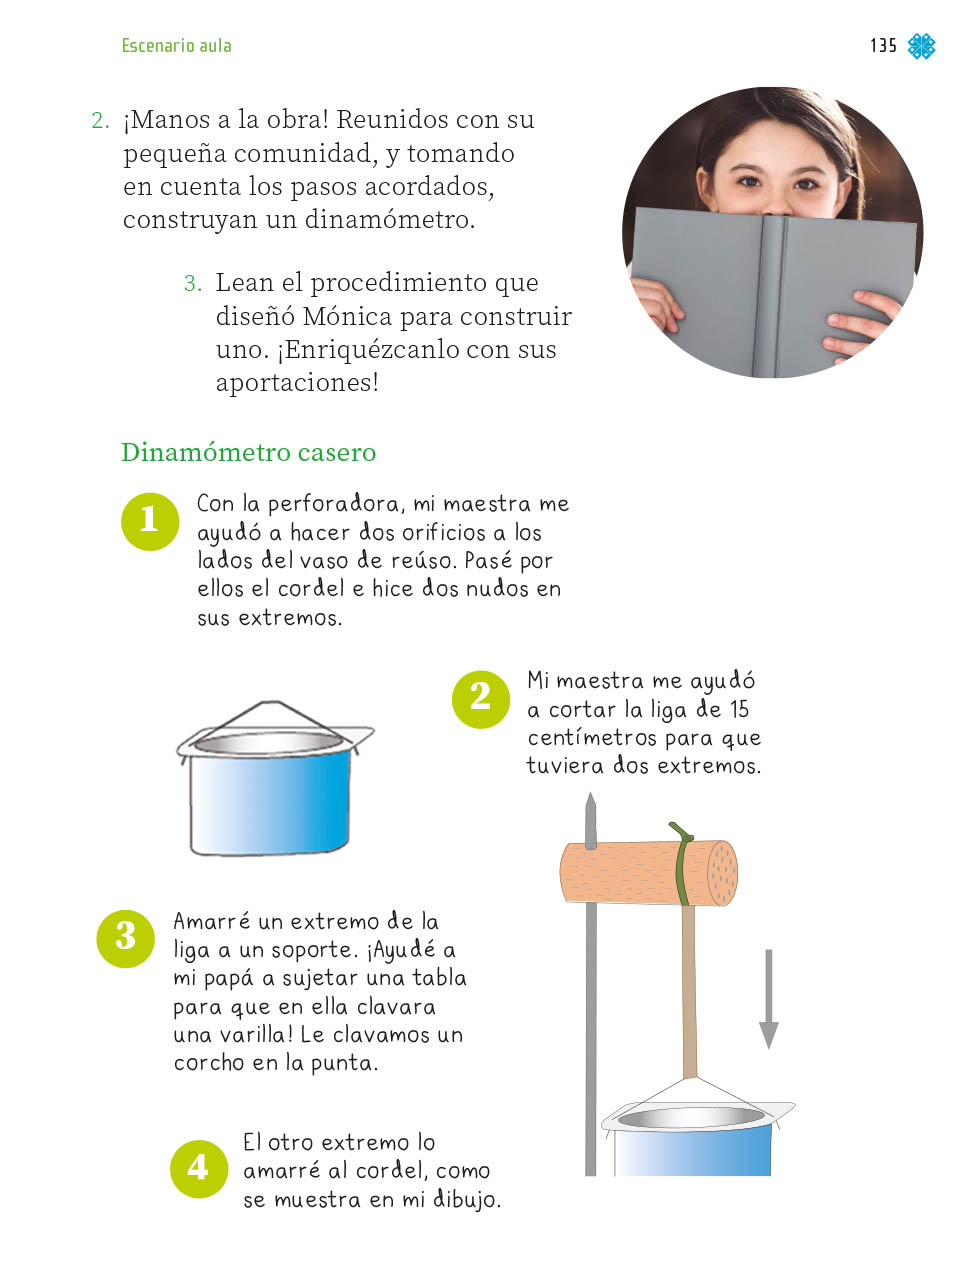 Escenario aula
135
2. ¡Manos a la obra! Reunidos con su
pequeña comunidad, y tomando
en cuenta los pasos acordados,
construyan un dinamómetro.
3. Lean el procedimiento que
diseñó Mónica para construir
uno. ¡Enriquézcanlo con sus
aportaciones!
Dinamómetro casero
1
Con la perforadora, mi maestra me
ayudó a hacer dos orificios a los
lados del vaso de reúso. Pasé por
ellos el cordel e hice dos nudos en
sus extremos.
2
Mi maestra me ayudó
a cortar la liga de 15
centímetros para que
tuviera dos extremos.
3
Amarré un extremo de la
liga a un soporte. ¡Ayudé a
mi papá a sujetar una tabla
para que en ella clavara
una varilla! Le clavamos un
corcho en la punta.
4
El otro extremo lo
amarré al cordel, como
se muestra en mi dibujo.